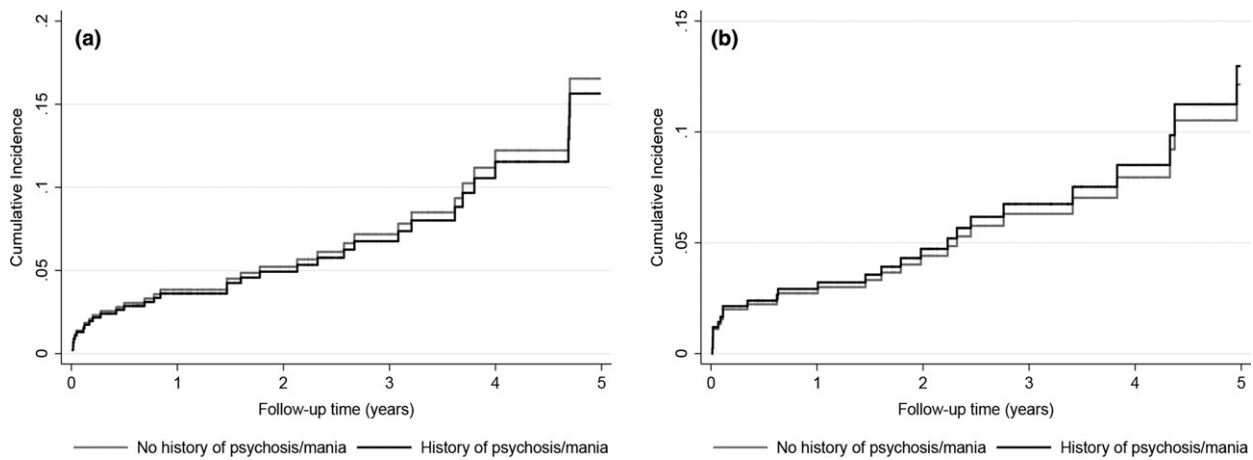 (a)
Cumulative Incidence
.2
.15
.1
.05
0
0 1 2 3 4 5
Follow-up time (years)
No history of psychosis/mania History of psychosis/mania
(b)
Cumulative Incidence
.15
.1
.05
0
0 1 2 3 4 5
Follow-up time (years)
No history of psychosis/mania History of psychosis/mania